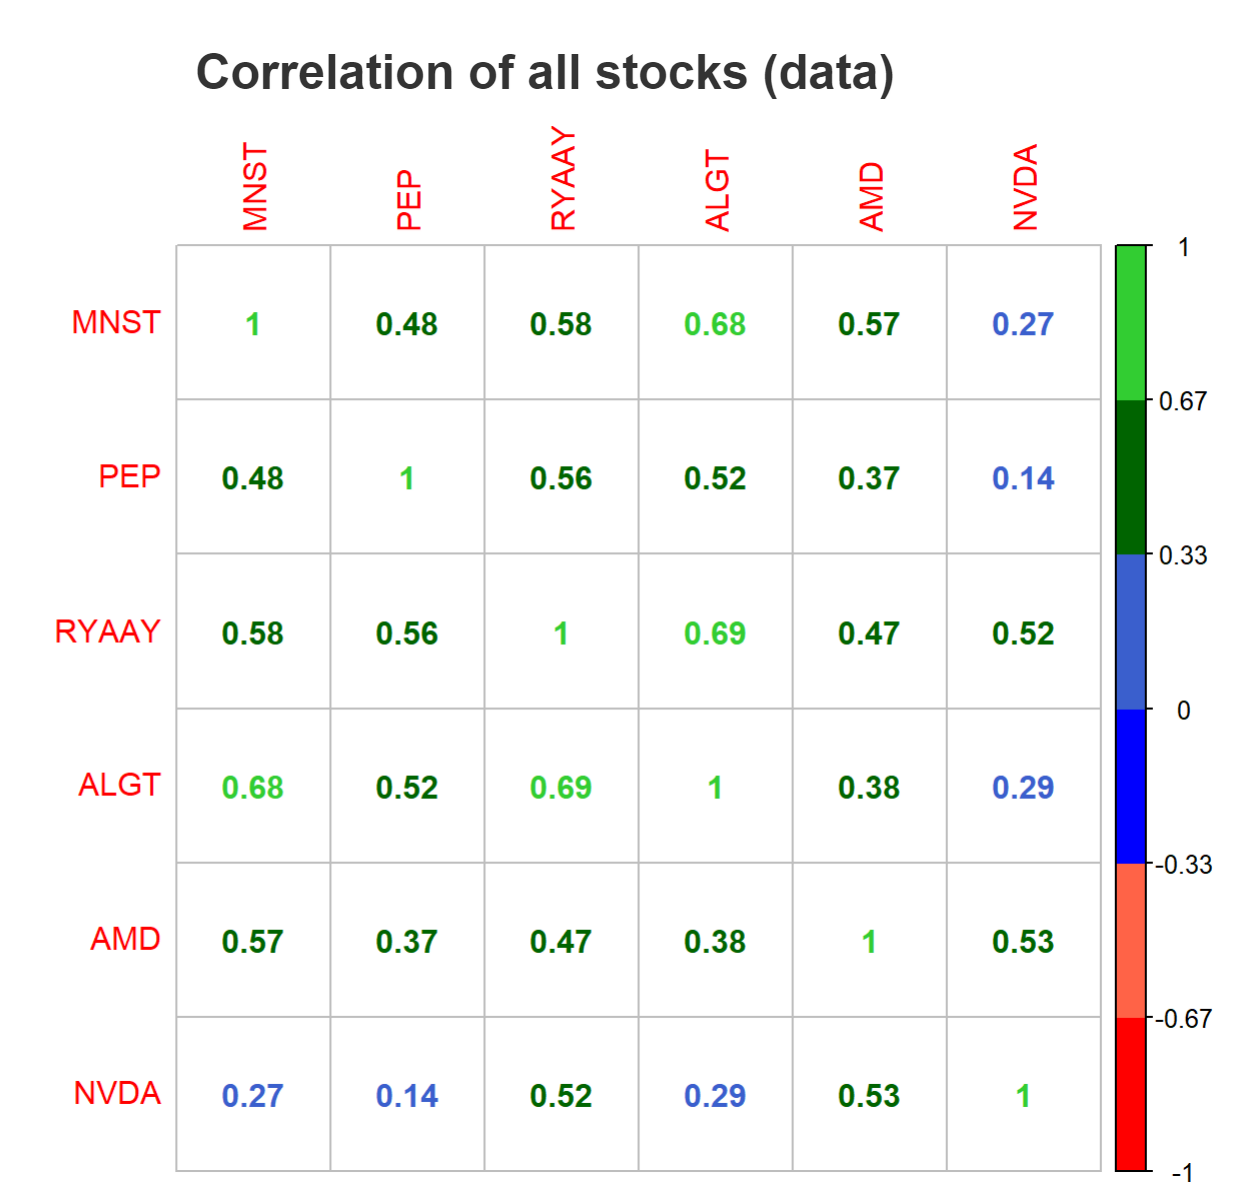 Correlation of all stocks (data)
MNST PEP RYAAY ALGT AMD NVDA
MNST 1 0.48 0.58 0.68 0.57 0.27
PEP 0.48 1 0.56 0.52 0.37 0.14
RYAAY 0.58 0.56 1 0.69 0.47 0.52
ALGT 0.68 0.52 0.69 1 0.38 0.29
AMD 0.57 0.37 0.47 0.38 1 0.53
NVDA 0.27 0.14 0.52 0.29 0.53 1
1
0.67
0.33
0
-0.33
-0.67
-1